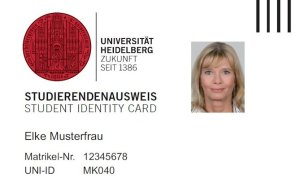 UNIVERSITÄT
HEIDELBERG
ZUKUNFT
SEIT 1386
STUDIERENDENAUSWEIS
STUDENT IDENTITY CARD
Elke Musterfrau
Matrikel-Nr. 12345678
UNI-ID MK040